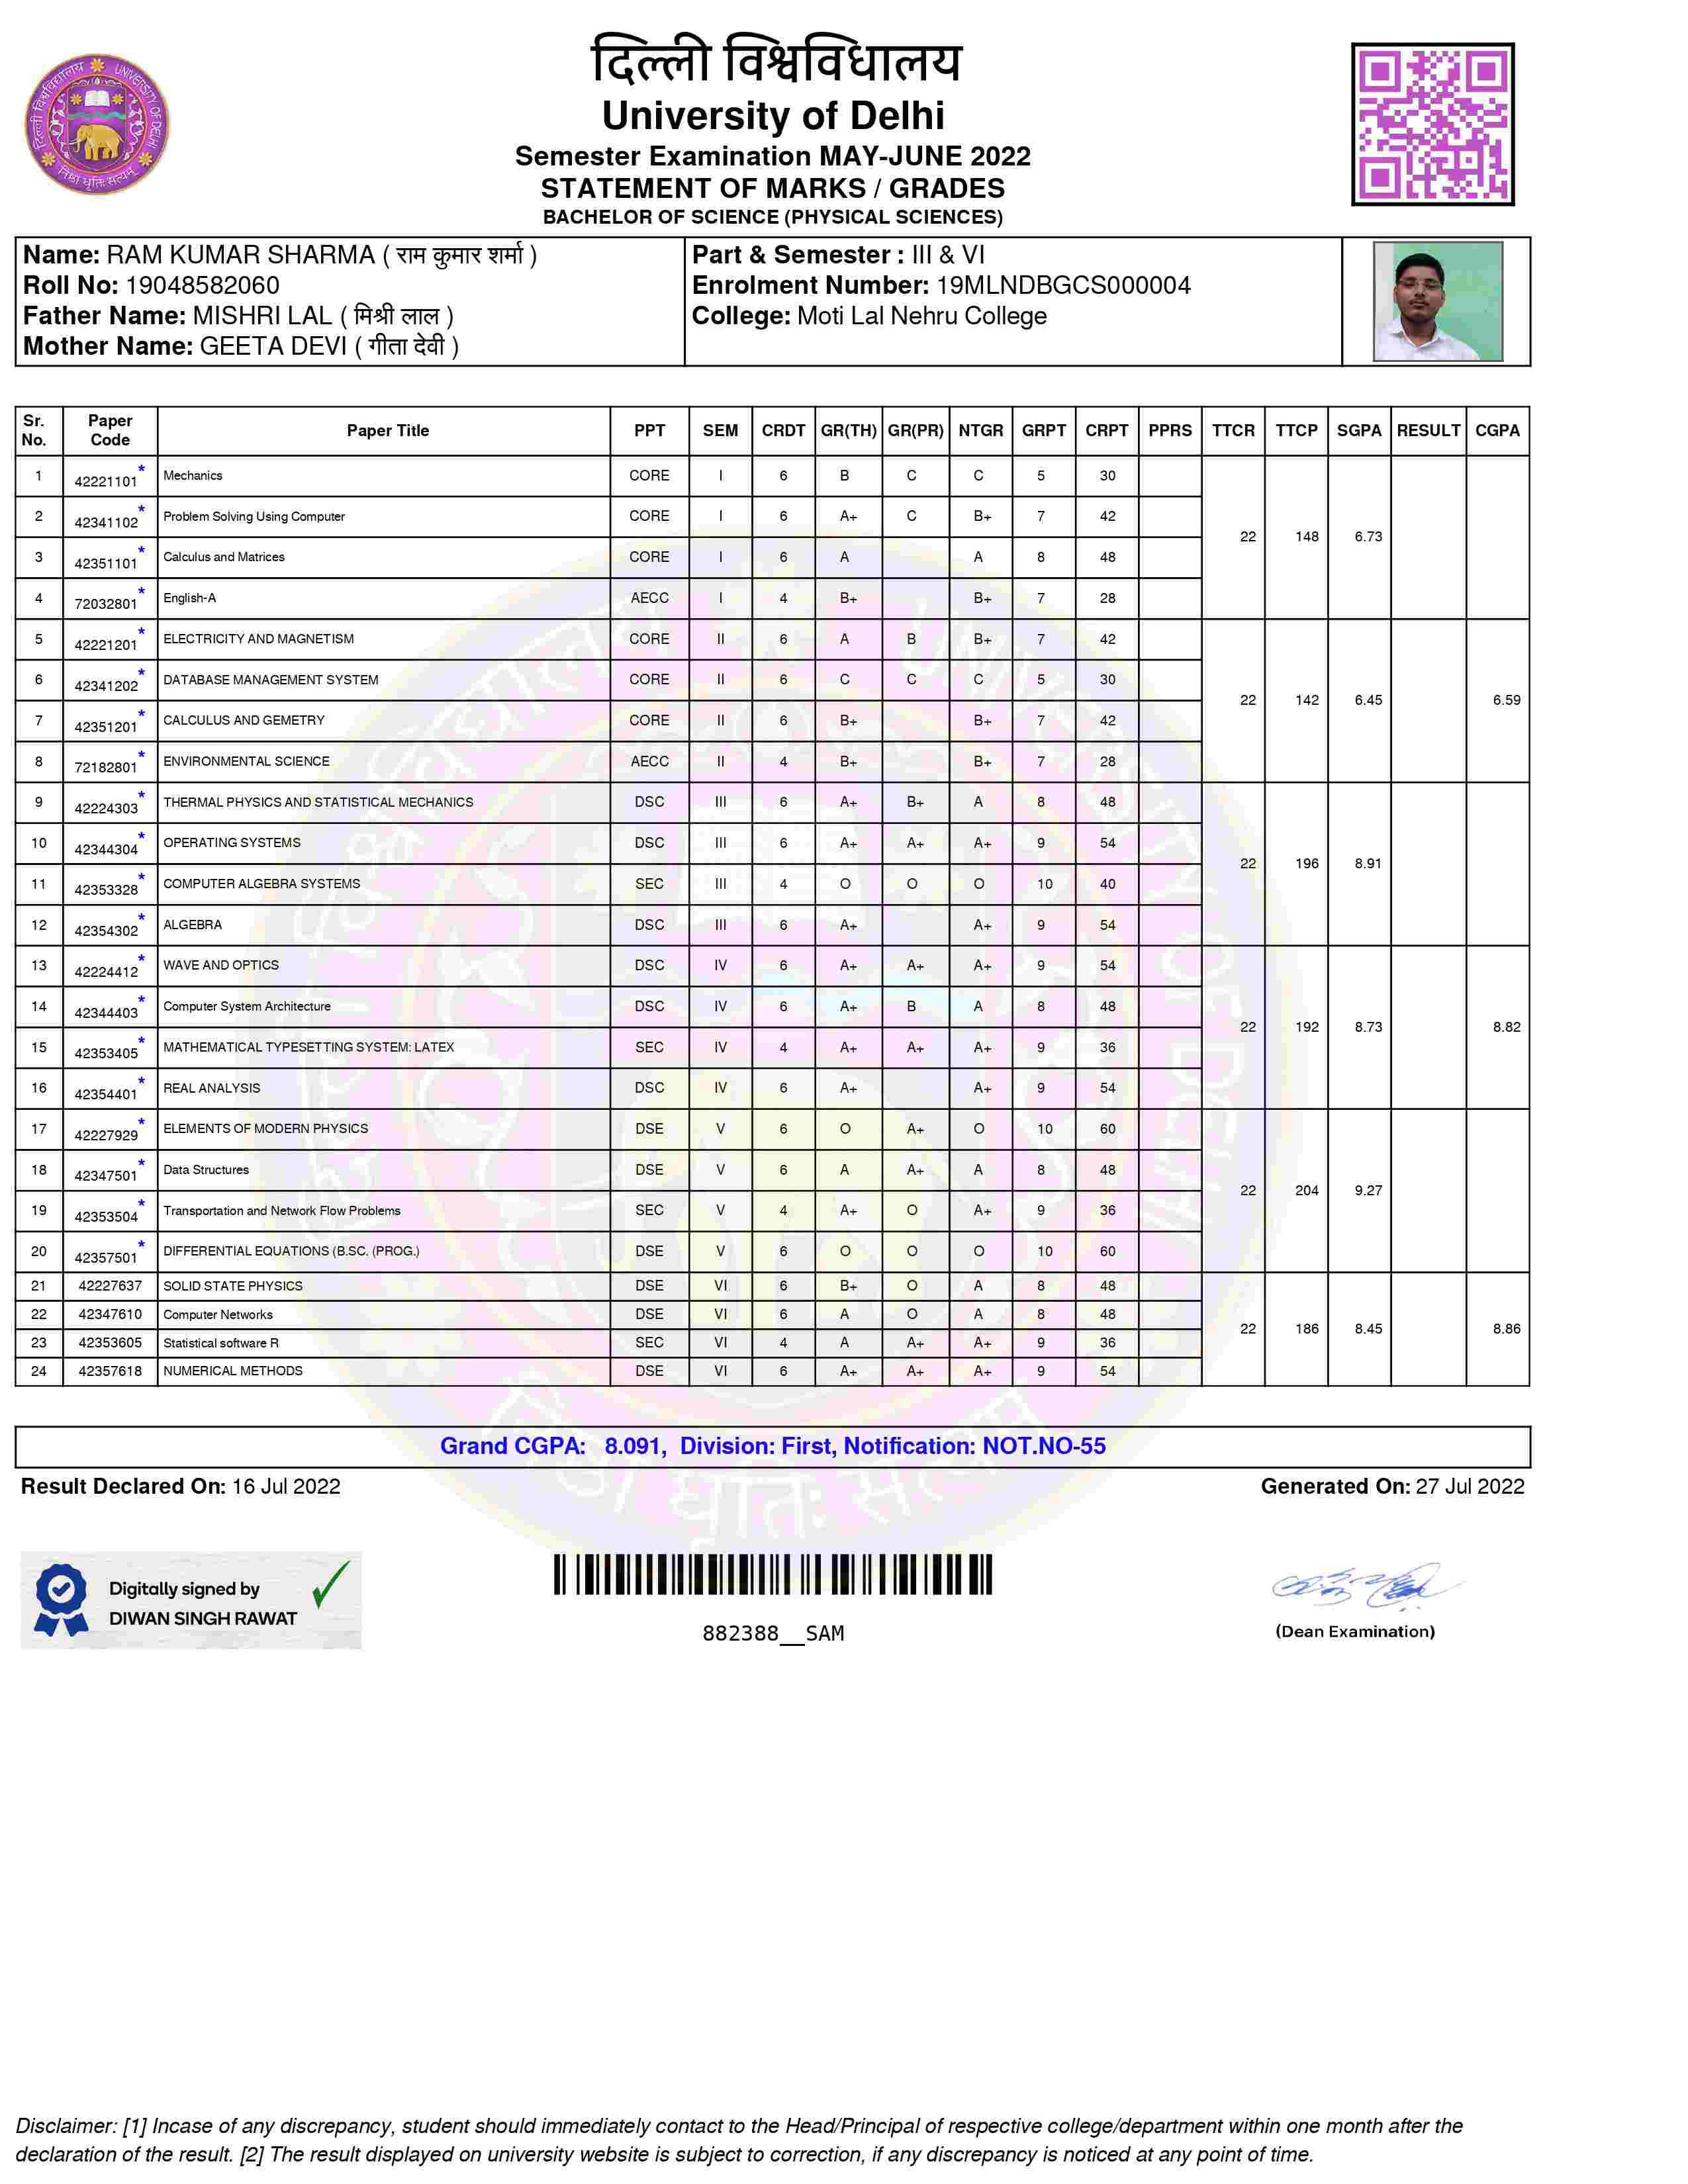 दिल्ली विश्वविधालय
University of Delhi
Semester Examination MAY-JUNE 2022
STATEMENT OF MARKS / GRADES
BACHELOR OF SCIENCE (PHYSICAL SCIENCES)
Name: RAM KUMAR SHARMA ( राम कुमार शर्मा )
Roll No: 19048582060
Father Name: MISHRI LAL ( मिश्री लाल )
Mother Name: GEETA DEVI ( गीता देवी )
Part & Semester : III & VI
Enrolment Number: 19MLNDBGCS000004
College: Moti Lal Nehru College
Sr. No. Paper Code Paper Title PPT SEM CRDT GR(TH) GR(PR) NTGR GRPT CRPT PPRS TTCR TTCP SGPA RESULT CGPA
1 42221101* Mechanics CORE I 6 B C C 5 30
2 42341102* Problem Solving Using Computer CORE I 6 A+ C B+ 7 42
22 148 6.73
3 42351101* Calculus and Matrices CORE I 6 A A 8 48
4 72032801* English-A AECC I 4 B+ B+ 7 28
5 42221201* ELECTRICITY AND MAGNETISM CORE II 6 A B B+ 7 42
6 42341202* DATABASE MANAGEMENT SYSTEM CORE II 6 C C C 5 30
22 142 6.45 6.59
7 42351201* CALCULUS AND GEMETRY CORE II 6 B+ B+ 7 42
8 72182801* ENVIRONMENTAL SCIENCE AECC II 4 B+ B+ 7 28
9 42224303* THERMAL PHYSICS AND STATISTICAL MECHANICS DSC III 6 A+ B+ A 8 48
10 42344304* OPERATING SYSTEMS DSC III 6 A+ A+ A+ 9 54
22 196 8.91
11 42353328* COMPUTER ALGEBRA SYSTEMS SEC III 4 O O O 10 40
12 42354302* ALGEBRA DSC III 6 A+ A+ 9 54
13 42224412* WAVE AND OPTICS DSC IV 6 A+ A+ A+ 9 54
14 42344403* Computer System Architecture DSC IV 6 A+ B A 8 48
22 192 8.73 8.82
15 42353405* MATHEMATICAL TYPESETTING SYSTEM: LATEX SEC IV 4 A+ A+ A+ 9 36
16 42354401* REAL ANALYSIS DSC IV 6 A+ A+ 9 54
17 42227929* ELEMENTS OF MODERN PHYSICS DSE V 6 O A+ O 10 60
18 42347501* Data Structures DSE V 6 A A+ A 8 48
22 204 9.27
19 42353504* Transportation and Network Flow Problems SEC V 4 A+ O A+ 9 36
20 42357501* DIFFERENTIAL EQUATIONS (B.SC. (PROG.) DSE V 6 O O O 10 60
21 42227637 SOLID STATE PHYSICS DSE VI 6 B+ O A 8 48
22 42347610 Computer Networks DSE VI 6 A O A 8 48
22 186 8.45 8.86
23 42353605 Statistical software R SEC VI 4 A A+ A+ 9 36
24 42357618 NUMERICAL METHODS DSE VI 6 A+ A+ A+ 9 54
Grand CGPA: 8.091, Division: First, Notification: NOT.NO-55
Result Declared On: 16 Jul 2022
Generated On: 27 Jul 2022
Digitally signed by
DIWAN SINGH RAWAT
882388__SAM
(Dean Examination)
Disclaimer: [1] Incase of any discrepancy, student should immediately contact to the Head/Principal of respective college/department within one month after the
declaration of the result. [2] The result displayed on university website is subject to correction, if any discrepancy is noticed at any point of time.